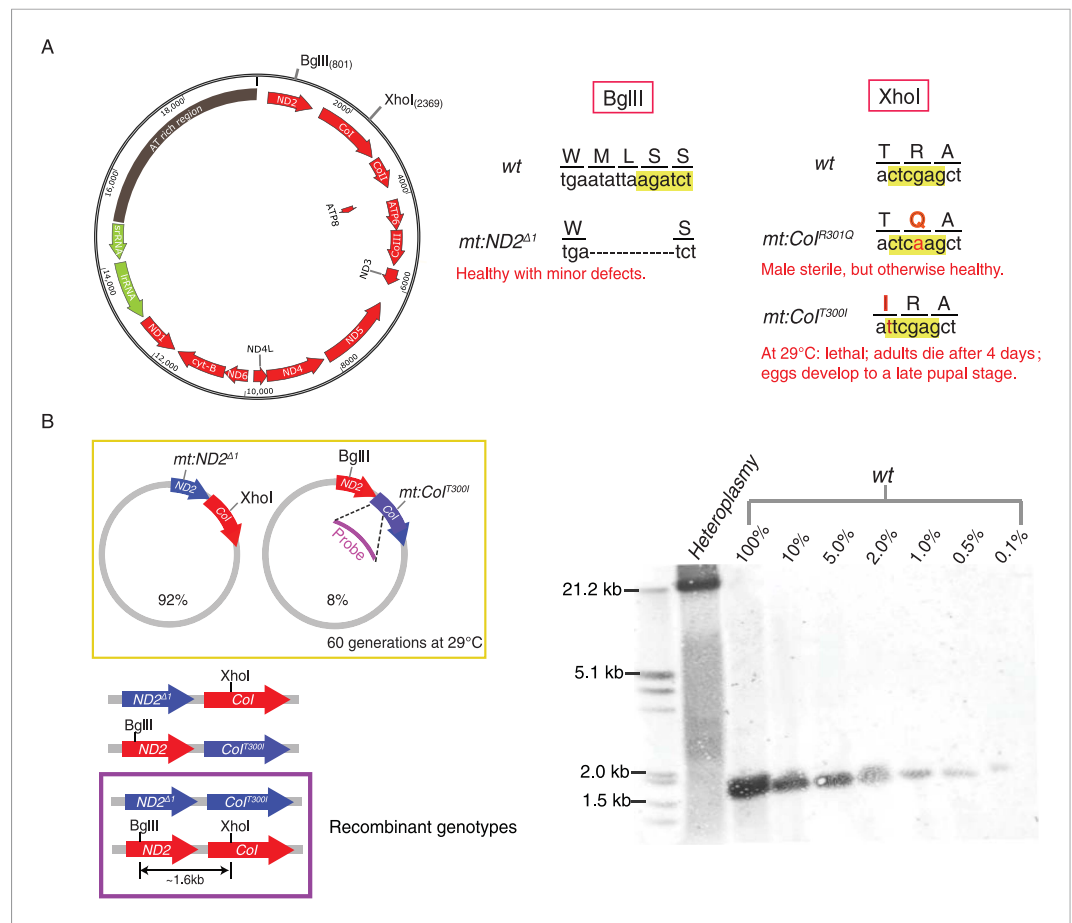 A
BglII(801)
XhoI(2369)
18,000
2000
4000
6000
8000
10,000
12,000
14,000
16,000
AT rich region
ND2
CoI
CoII
ATP8
ATP6
CoIII
ND3
ND5
ND4
ND4L
ND6
cyt-B
ND1
lrRNA
srRNA
BglII
wt
W M L S S
tgaatattaagatct
mt:ND2Δ1
W S
tga-------------tct
Healthy with minor defects.
XhoI
wt
T R A
actcgagct
mt:CoIR301Q
T Q A
actcaagct
Male sterile, but otherwise healthy.
mt:CoIT300I
I R A
attcgagct
At 29°C: lethal; adults die after 4 days;
eggs develop to a late pupal stage.
B
mt:ND2Δ1
ND2
XhoI
CoI
92%
BglII
ND2
mt:CoIT300I
CoI
Probe
8%
60 generations at 29°C
XhoI
ND2Δ1 CoI
BglII
ND2 CoIT300I
ND2Δ1 CoIT300I
BglII XhoI
ND2 CoI
~1.6kb
Recombinant genotypes
wt
Heteroplasmy
100%
10%
5.0%
2.0%
1.0%
0.5%
0.1%
21.2 kb
5.1 kb
2.0 kb
1.5 kb